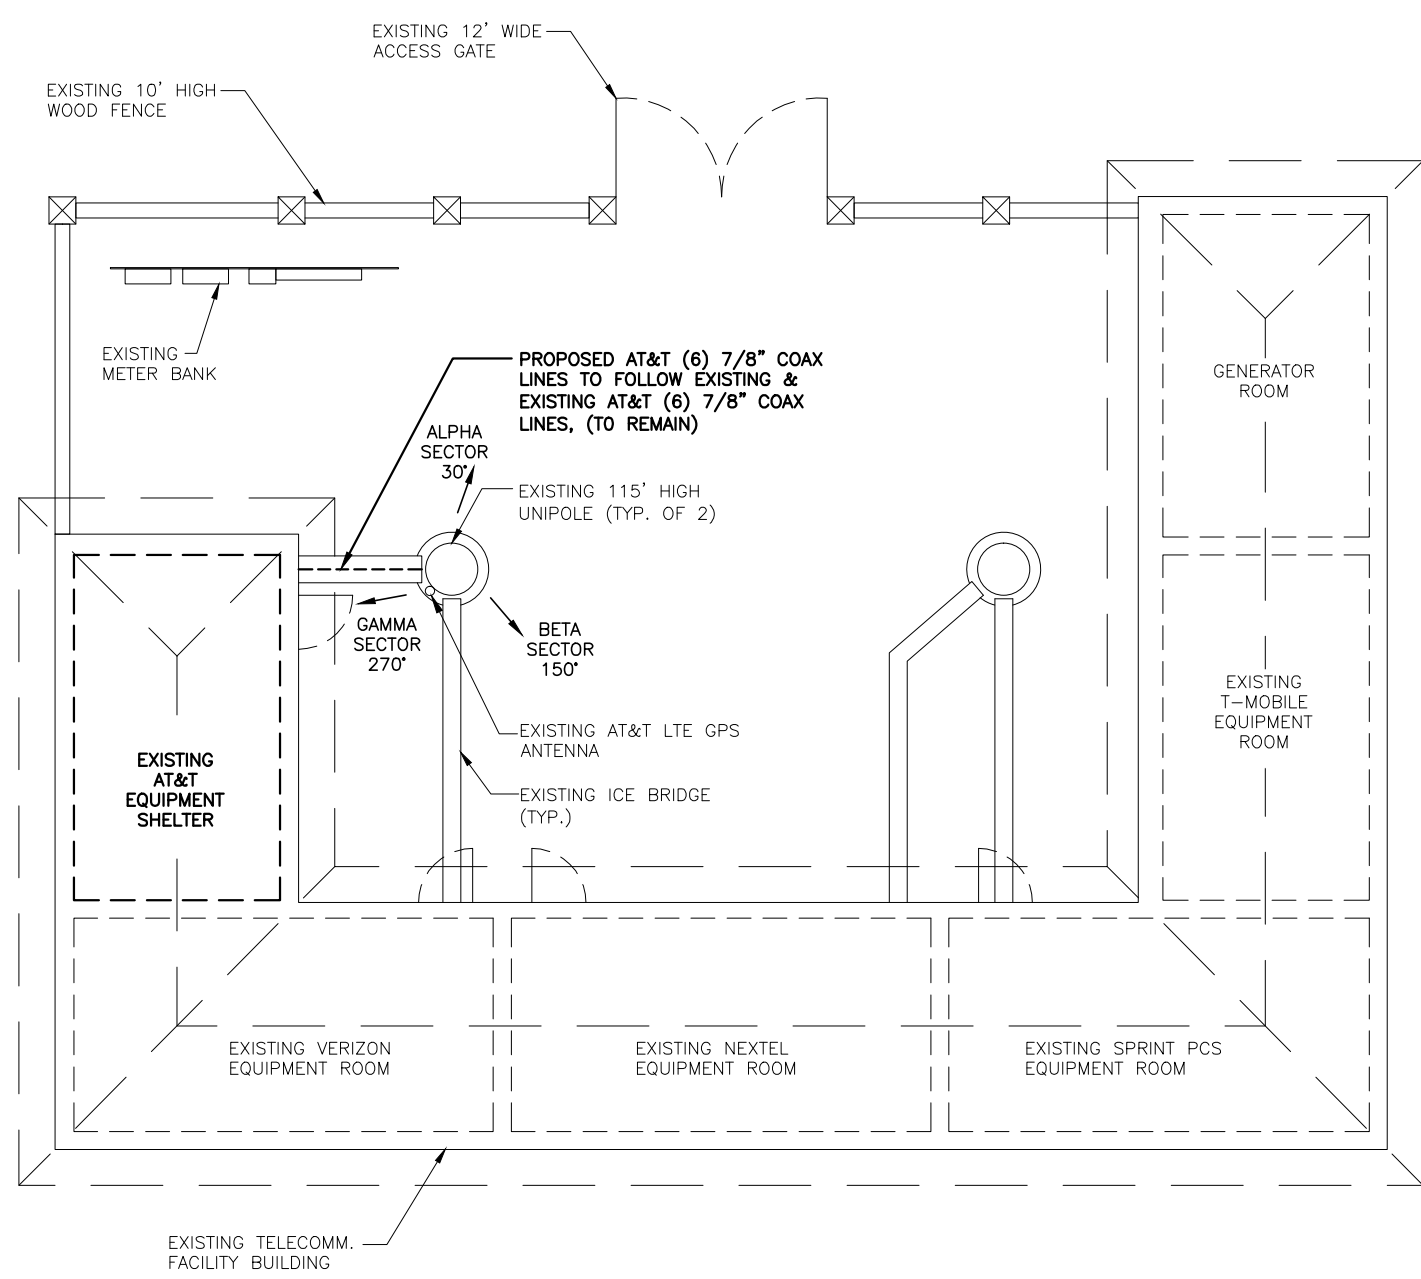 EXISTING 12' WIDE
ACCESS GATE
EXISTING 10' HIGH
WOOD FENCE
EXISTING
METER BANK
PROPOSED AT&T (6) 7/8" COAX
LINES TO FOLLOW EXISTING &
EXISTING AT&T (6) 7/8" COAX
LINES, (TO REMAIN)
GENERATOR
ROOM
ALPHA
SECTOR
30°
EXISTING 115' HIGH
UNIPOLE (TYP. OF 2)
GAMMA
SECTOR
270°
BETA
SECTOR
150°
EXISTING
T-MOBILE
EQUIPMENT
ROOM
EXISTING AT&T LTE GPS
ANTENNA
EXISTING
AT&T
EQUIPMENT
SHELTER
EXISTING ICE BRIDGE
(TYP.)
EXISTING VERIZON
EQUIPMENT ROOM
EXISTING NEXTEL
EQUIPMENT ROOM
EXISTING SPRINT PCS
EQUIPMENT ROOM
EXISTING TELECOMM.
FACILITY BUILDING